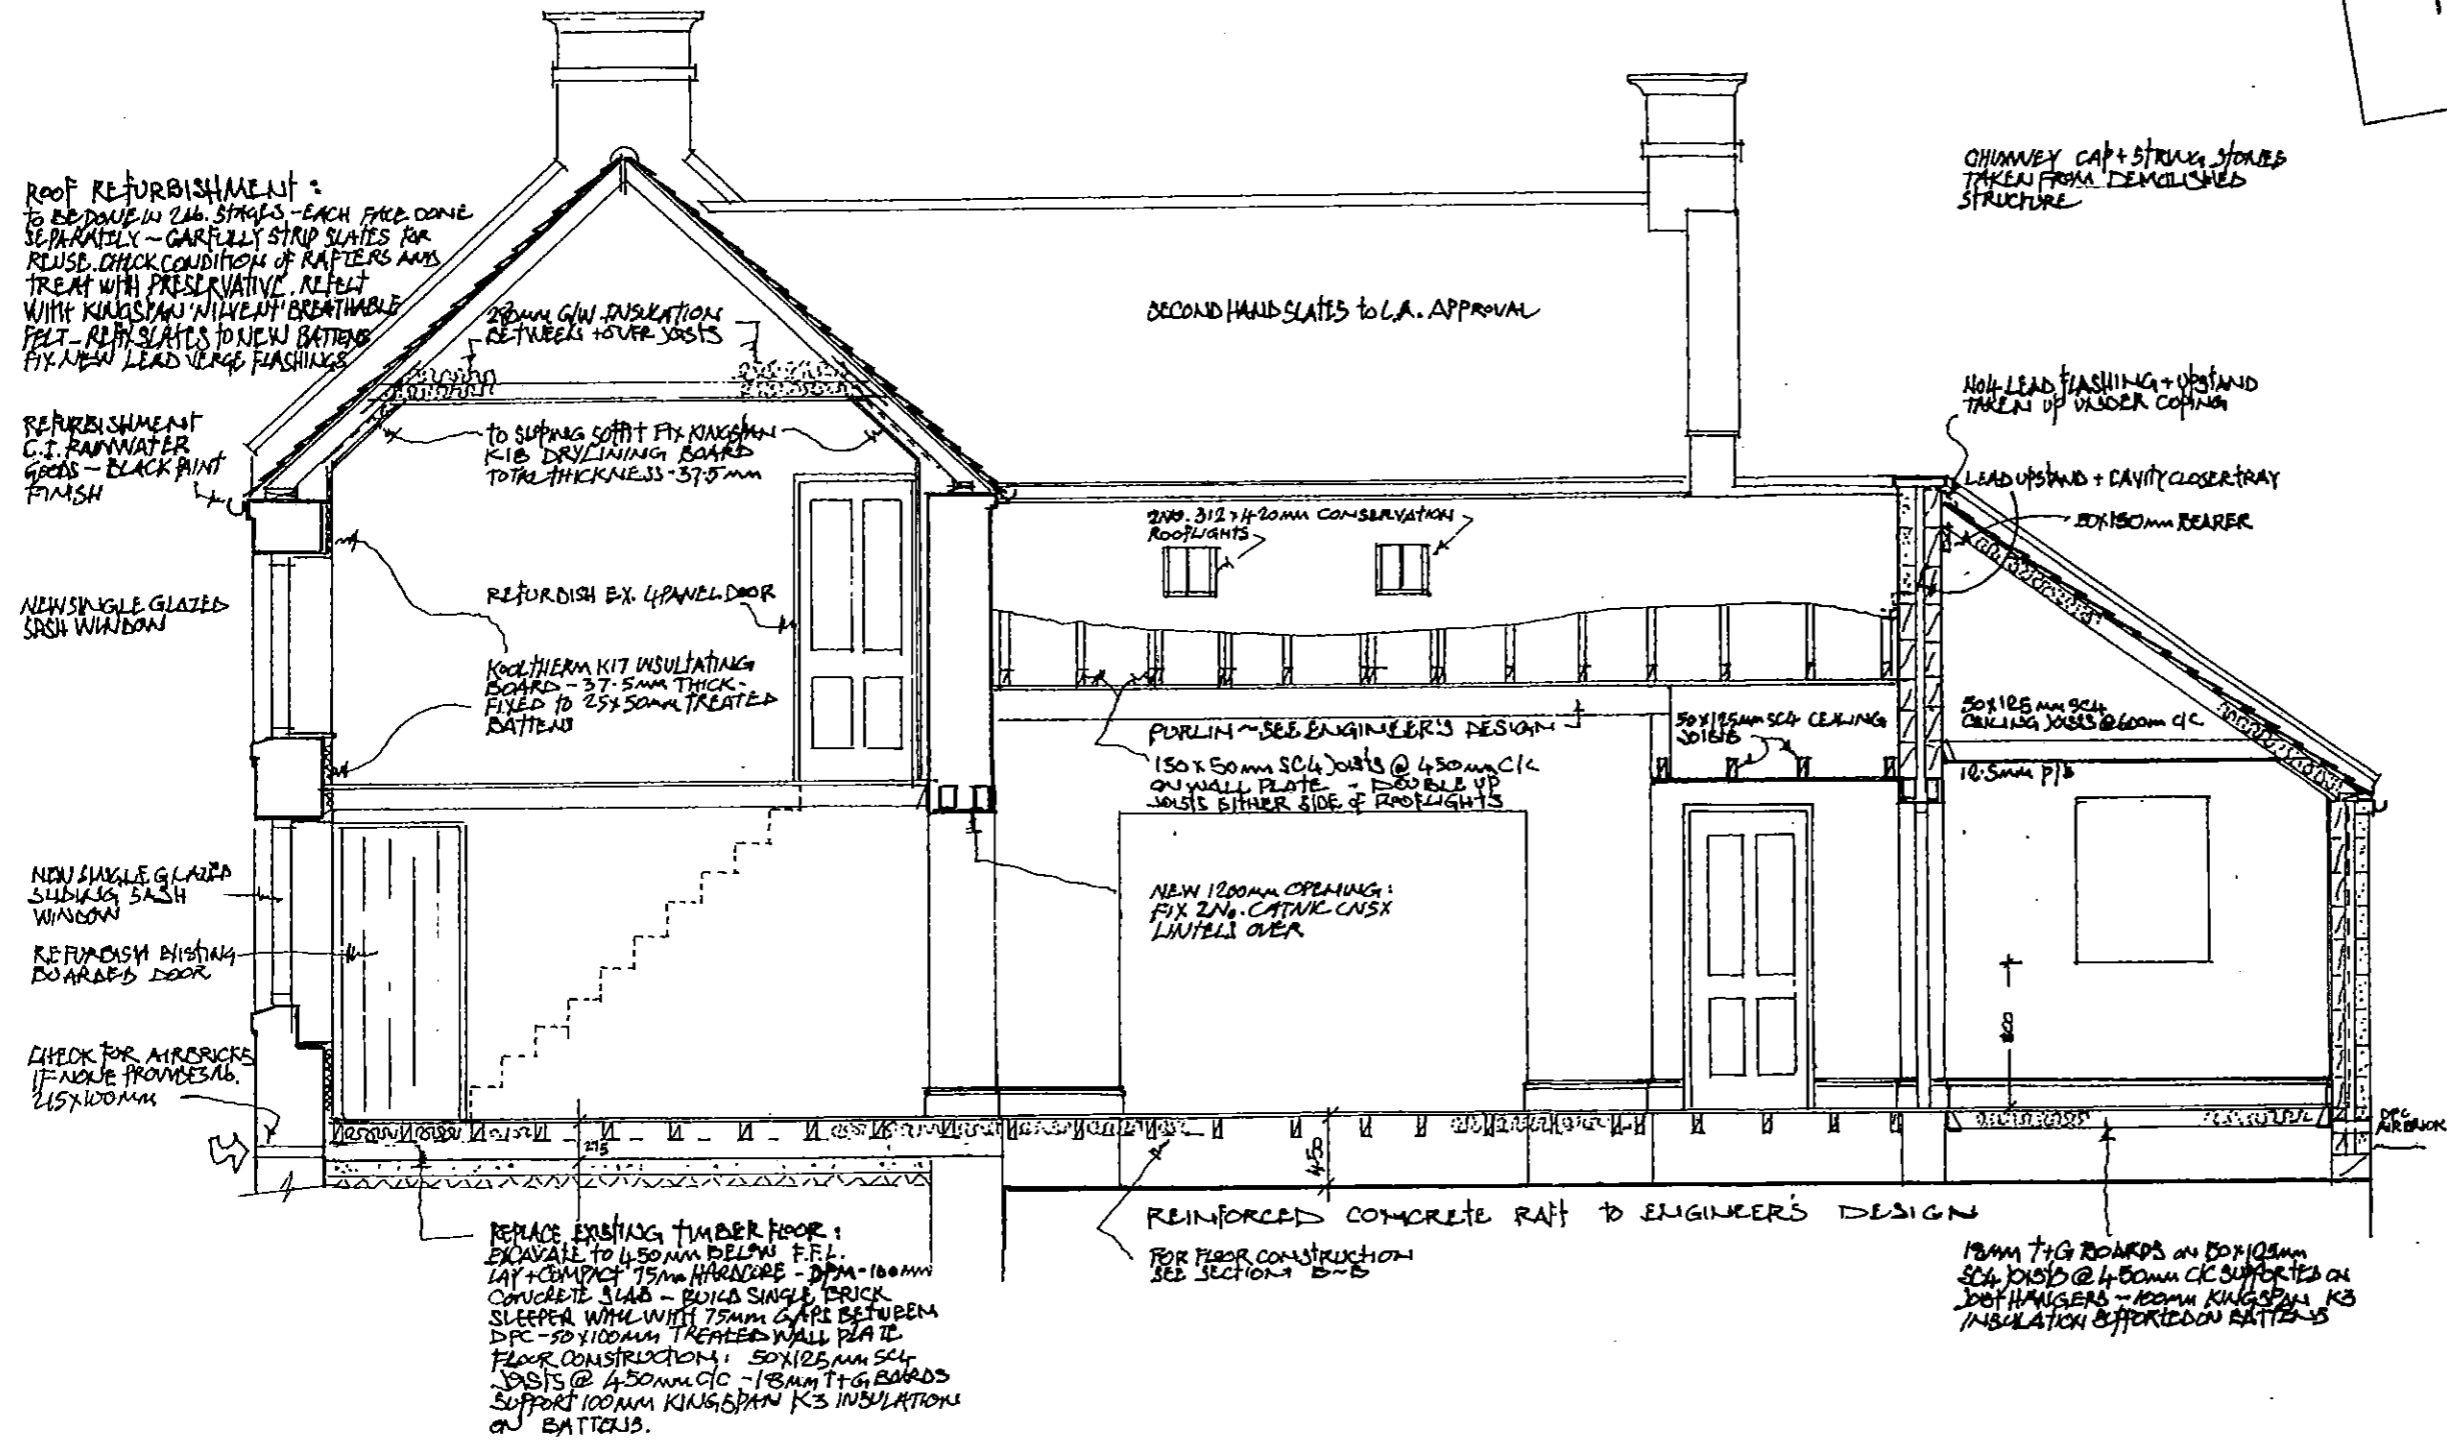 ROOF REFURBISHMENT :
TO BE DONE IN 2No. STAGES - EACH FACE DONE
SEPARATELY - CARFULLY STRIP SLATES FOR
REUSE. CHECK CONDITION OF RAFTERS AND
TREAT WITH PRESERVATIVE. REFELT
WITH KINGSPAN 'NILVENT' BREATHABLE
FELT - REFIX SLATES TO NEW BATTENS
FIX NEW LEAD VERGE FLASHINGS
REFURBISHMENT
C.I. RAINWATER
GOODS - BLACK PAINT
FINISH
NEW SINGLE GLAZED
SASH WINDOW
NEW SINGLE GLAZED
SLIDING SASH
WINDOW
REFURBISH EXISTING
BOARDED DOOR
CHECK FOR AIRBRICKS
IF NONE PROVIDE
215X100MM
G/W INSULATION
BETWEEN + OVER JOISTS
TO SLOPING SOFFIT FIX KINGSPAN
K18 DRYLINING BOARD
TOTAL THICKNESS - 37.5mm
REFURBISH EX. 4 PANEL DOOR
KOOLTHERM K17 INSULTATING
BOARD - 37.5mm THICK -
FIXED TO 25X50mm TREATED
BATTENS
275
REPLACE EXISTING TIMBER FLOOR :
EXCAVATE TO 450mm BELOW F.F.L.
LAY + COMPACT 75mm HARDCORE - DPM - 100mm
CONCRETE SLAB - BUILD SINGLE BRICK
SLEEPER WALL WITH 75mm GAPS BETWEEN
DPC - 50X100mm TREATED WALL PLATE
FLOOR CONSTRUCTION : 50X125mm SC4
JOISTS @ 450mm C/C - 18mm T+G BOARDS
SUPPORT 100mm KINGSPAN K3 INSULATION
ON BATTENS.
SECOND HAND SLATES TO L.A. APPROVAL
2NO. 312 X 420mm CONSERVATION
ROOFLIGHTS
PURLIN - SEE ENGINEER'S DESIGN
150 X 50mm SC4 JOISTS @ 450mm C/C
ON WALL PLATE - DOUBLE UP
JOISTS EITHER SIDE OF ROOFLIGHTS
50X125mm SC4 CEILING
JOISTS
NEW 1200mm OPENING :
FIX 2No. CATNIC CN5X
LINTELS OVER
450
REINFORCED CONCRETE RAFT TO ENGINEER'S DESIGN
FOR FLOOR CONSTRUCTION
SEE SECTION B-B
CHIMNEY CAP + STRING STONES
TAKEN FROM DEMOLISHED
STRUCTURE
NO4 LEAD FLASHING + UPSTAND
TAKEN UP UNDER COPING
LEAD UPSTAND + CAVITY CLOSER TRAY
50X150mm BEARER
50X125mm SC4
CEILING JOISTS @ 600mm C/C
12.5mm P/B
DPC
AIRBRICK
18mm T+G BOARDS ON 50X125mm
SC4 JOISTS @ 450mm C/C SUPPORTED ON
JOIST HANGERS - 100mm KINGSPAN K3
INSULATION SUPPORTED ON BATTENS